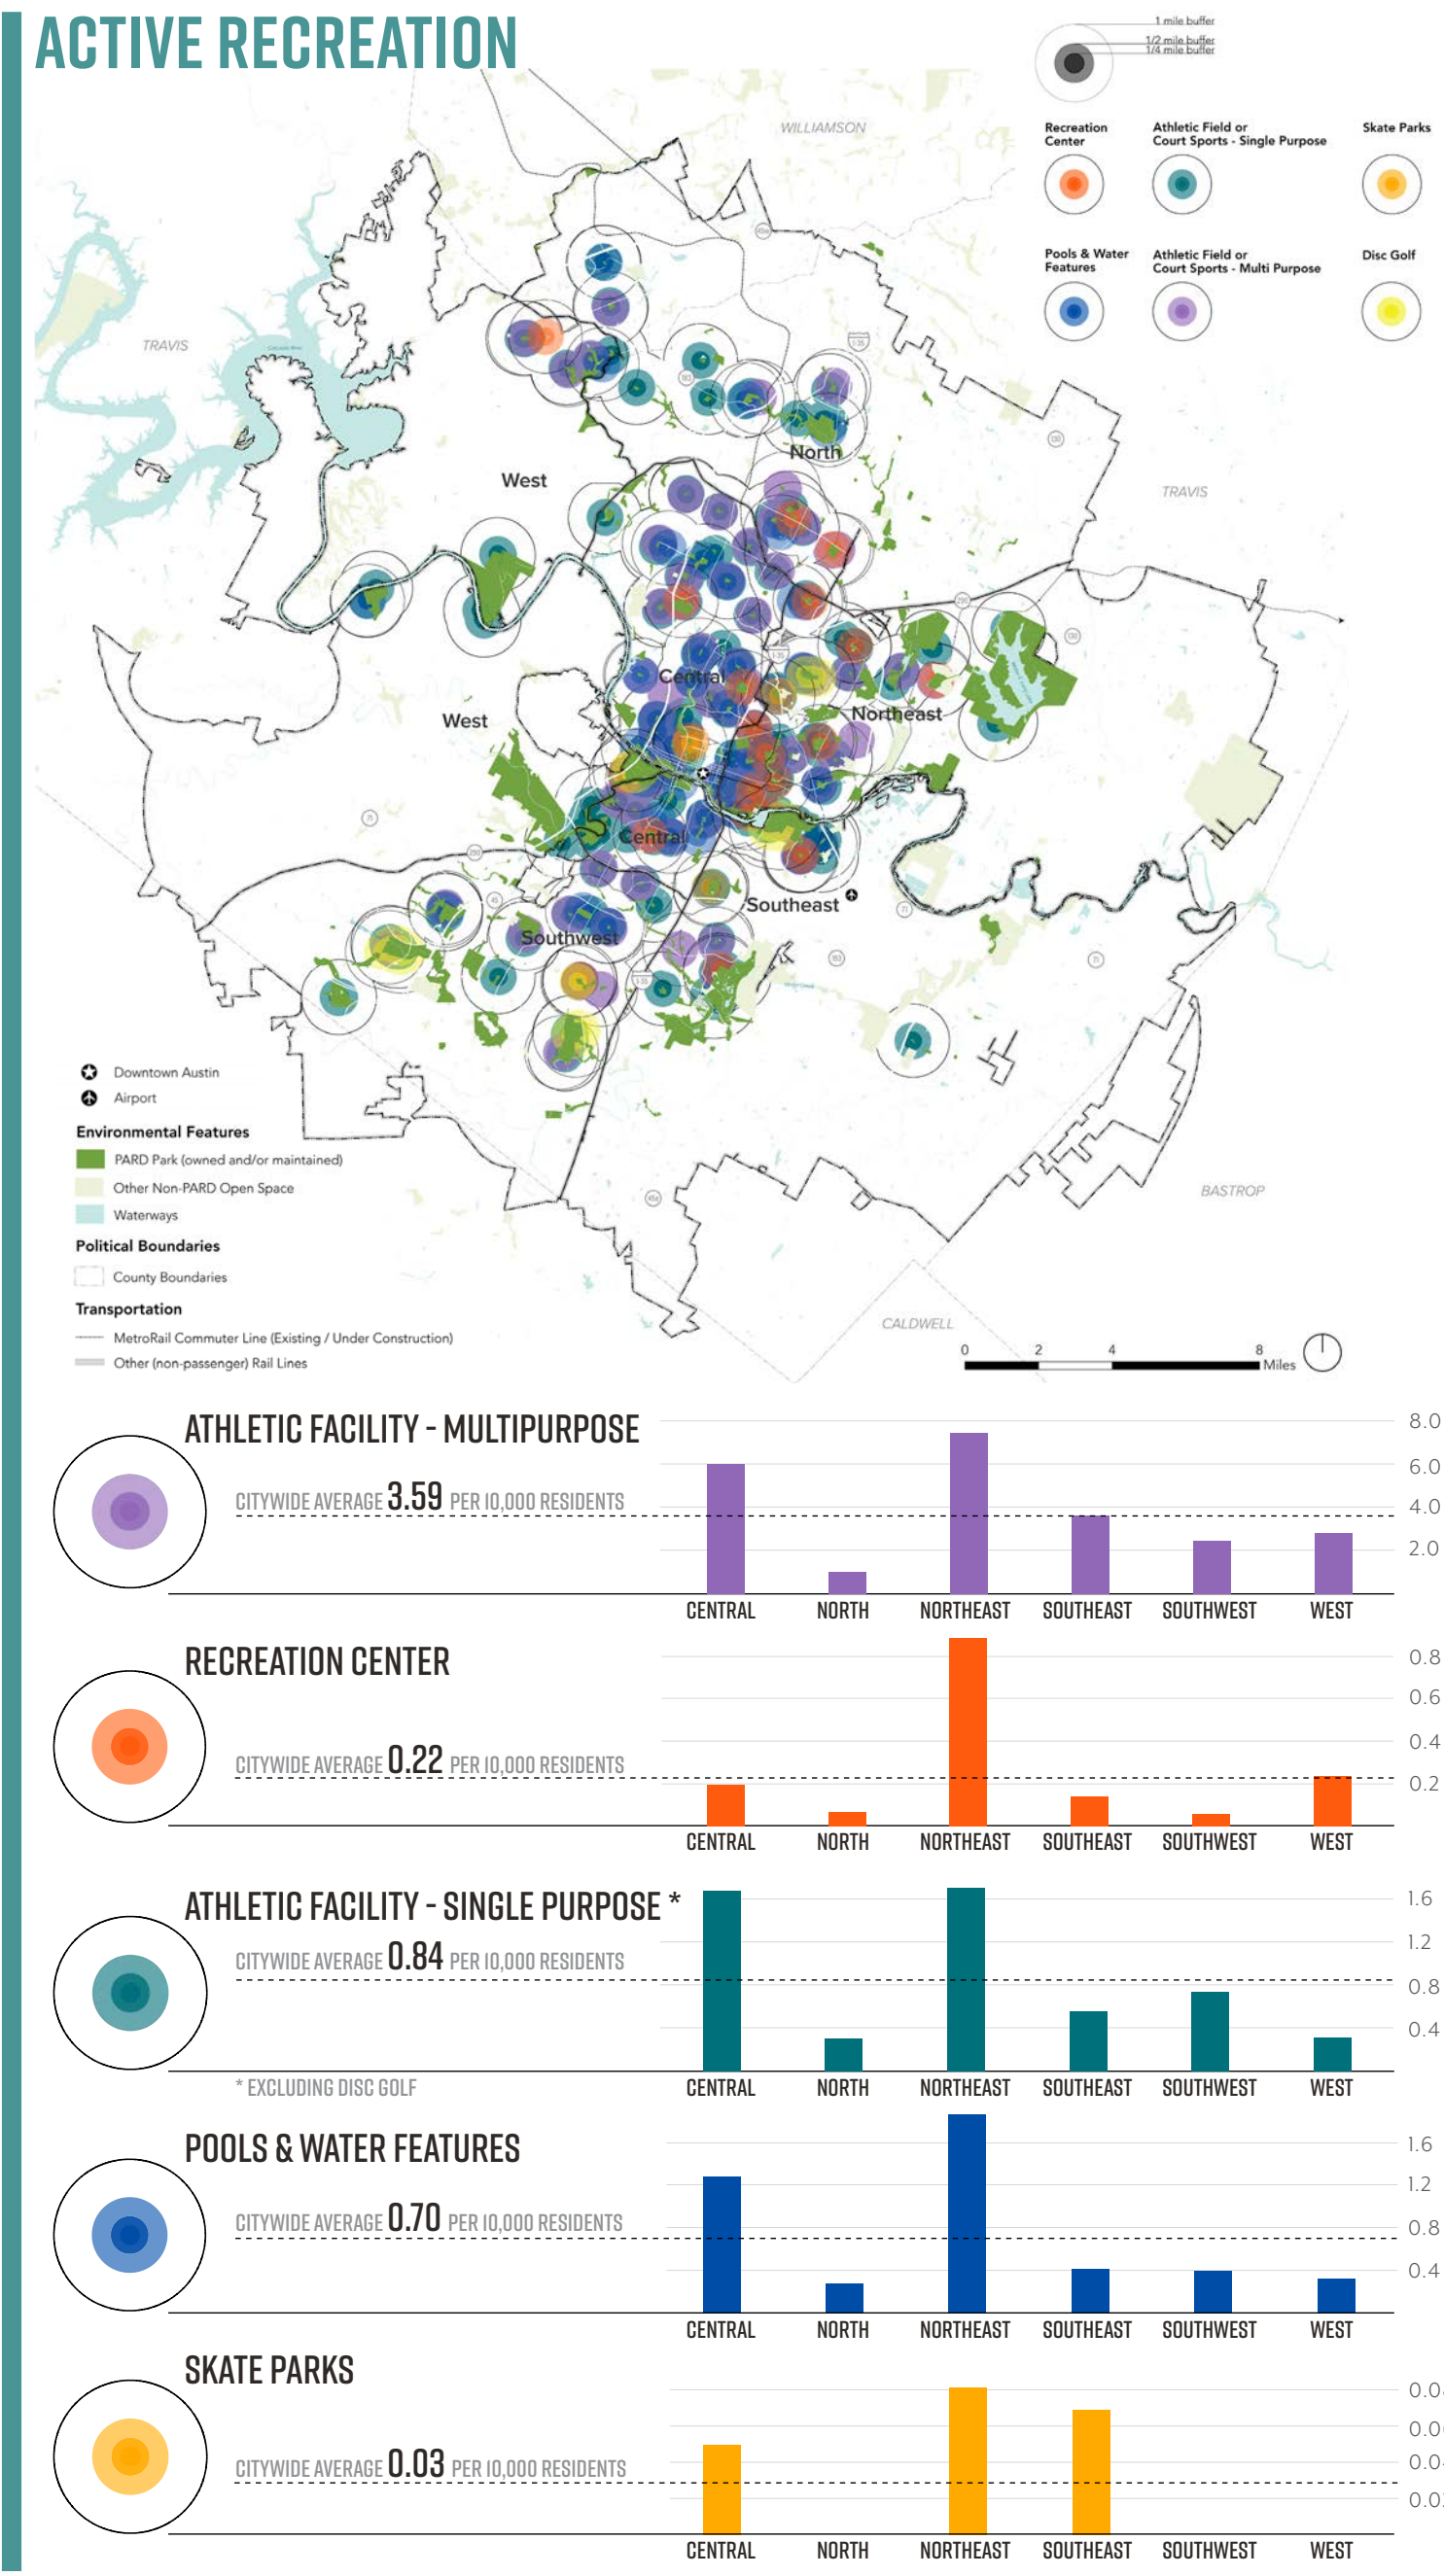 ACTIVE RECREATION
1 mile buffer
1/2 mile buffer
1/4 mile buffer
Recreation
Center
Athletic Field or
Court Sports - Single Purpose
Skate Parks
Pools & Water
Features
Athletic Field or
Court Sports - Multi Purpose
Disc Golf
WILLIAMSON
TRAVIS
North
West
TRAVIS
Central
West
Northeast
Central
Southeast
Southwest
BASTROP
CALDWELL
Downtown Austin
Airport
Environmental Features
PARD Park (owned and/or maintained)
Other Non-PARD Open Space
Waterways
Political Boundaries
County Boundaries
Transportation
MetroRail Commuter Line (Existing / Under Construction)
Other (non-passenger) Rail Lines
0 2 4 8
Miles
ATHLETIC FACILITY - MULTIPURPOSE
CITYWIDE AVERAGE 3.59 PER 10,000 RESIDENTS
8.0
6.0
4.0
2.0
CENTRAL NORTH NORTHEAST SOUTHEAST SOUTHWEST WEST
RECREATION CENTER
CITYWIDE AVERAGE 0.22 PER 10,000 RESIDENTS
0.8
0.6
0.4
0.2
CENTRAL NORTH NORTHEAST SOUTHEAST SOUTHWEST WEST
ATHLETIC FACILITY - SINGLE PURPOSE *
CITYWIDE AVERAGE 0.84 PER 10,000 RESIDENTS
1.6
1.2
0.8
0.4
* EXCLUDING DISC GOLF
CENTRAL NORTH NORTHEAST SOUTHEAST SOUTHWEST WEST
POOLS & WATER FEATURES
CITYWIDE AVERAGE 0.70 PER 10,000 RESIDENTS
1.6
1.2
0.8
0.4
CENTRAL NORTH NORTHEAST SOUTHEAST SOUTHWEST WEST
SKATE PARKS
CITYWIDE AVERAGE 0.03 PER 10,000 RESIDENTS
CENTRAL NORTH NORTHEAST SOUTHEAST SOUTHWEST WEST